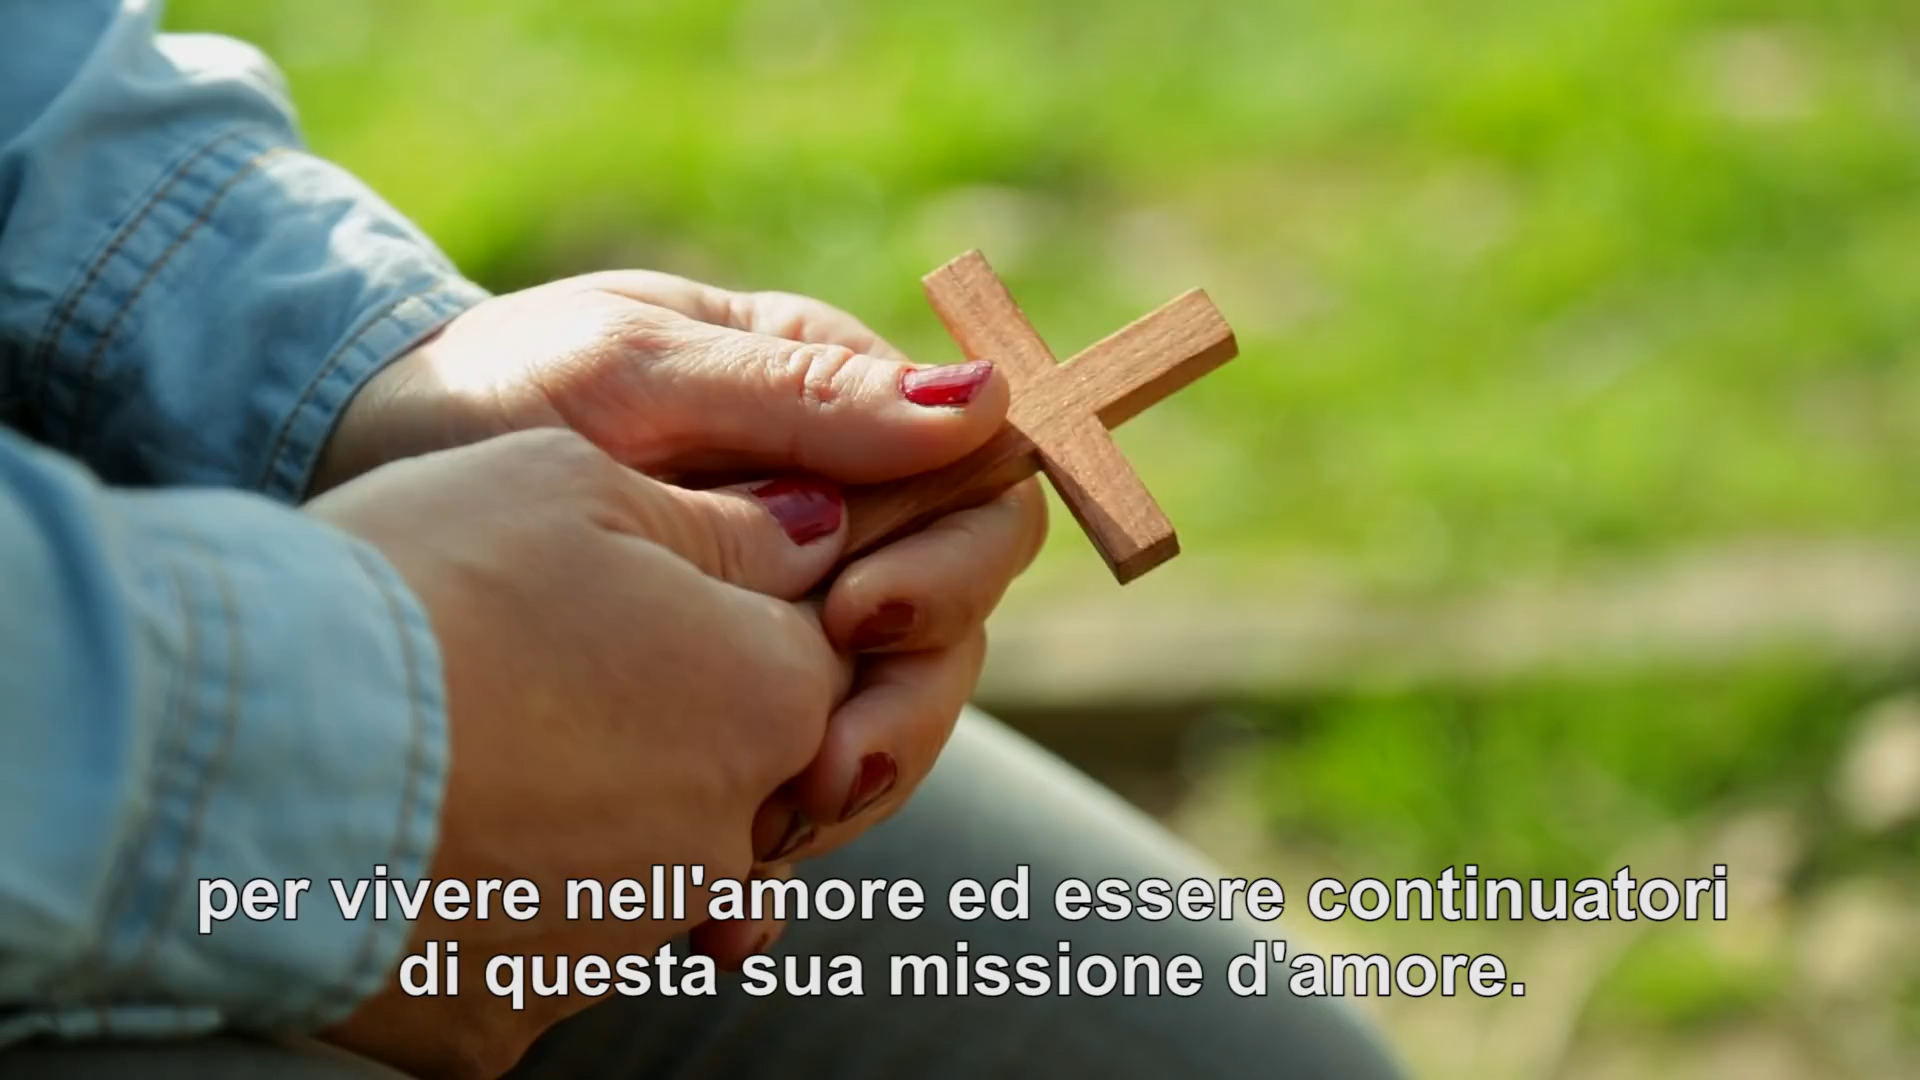 per vivere nell'amore ed essere continuatori
di questa sua missione d'amore.